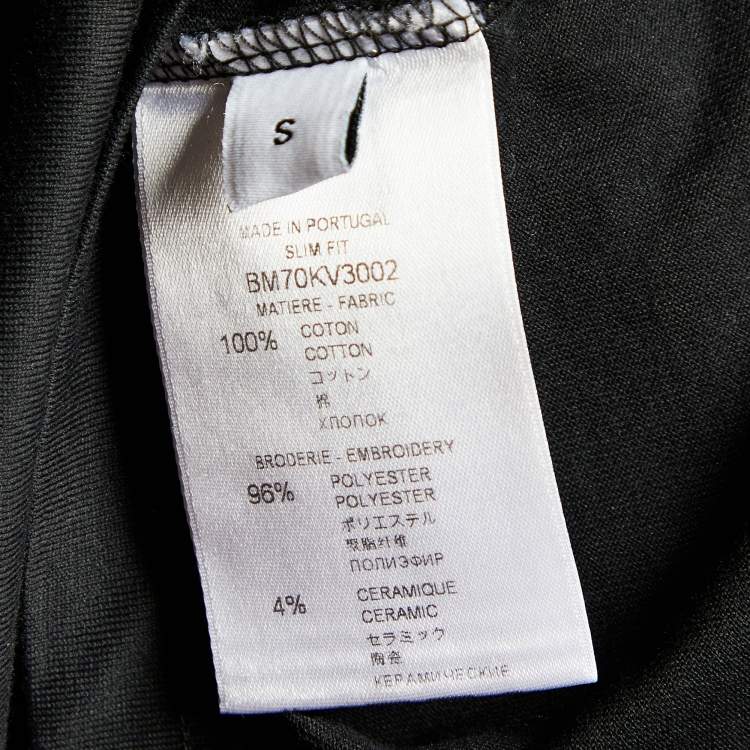 S
MADE IN PORTUGAL
SLIM FIT
BM70KV3002
MATIERE - FABRIC
100% COTON
COTTON
コットン
棉
ХЛОПОК
BRODERIE - EMBROIDERY
96% POLYESTER
POLYESTER
ポリエステル
聚脂纤维
ПОЛИЭФИР
4% CERAMIQUE
CERAMIC
セラミック
陶瓷
КЕРАМИЧЕСКИЕ